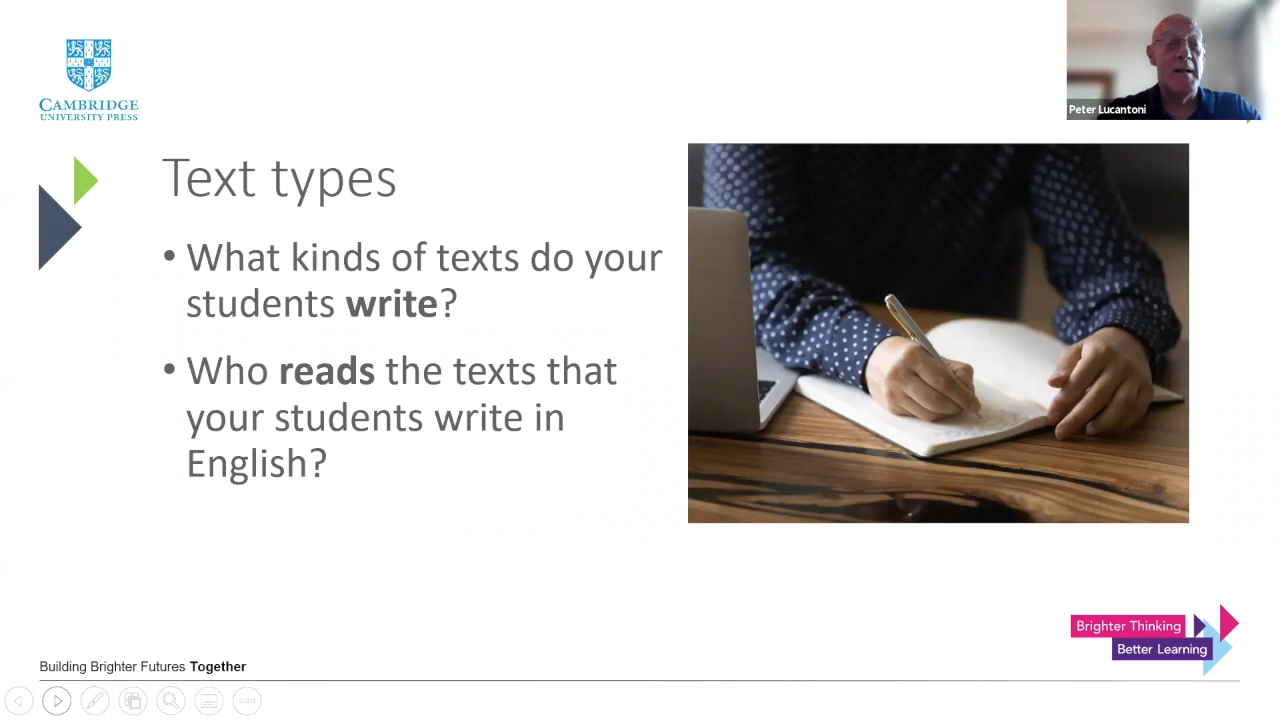 CAMBRIDGE
UNIVERSITY PRESS
Peter Lucantoni
Text types
• What kinds of texts do your
students write?
• Who reads the texts that
your students write in
English?
Brighter Thinking
Better Learning
Building Brighter Futures Together